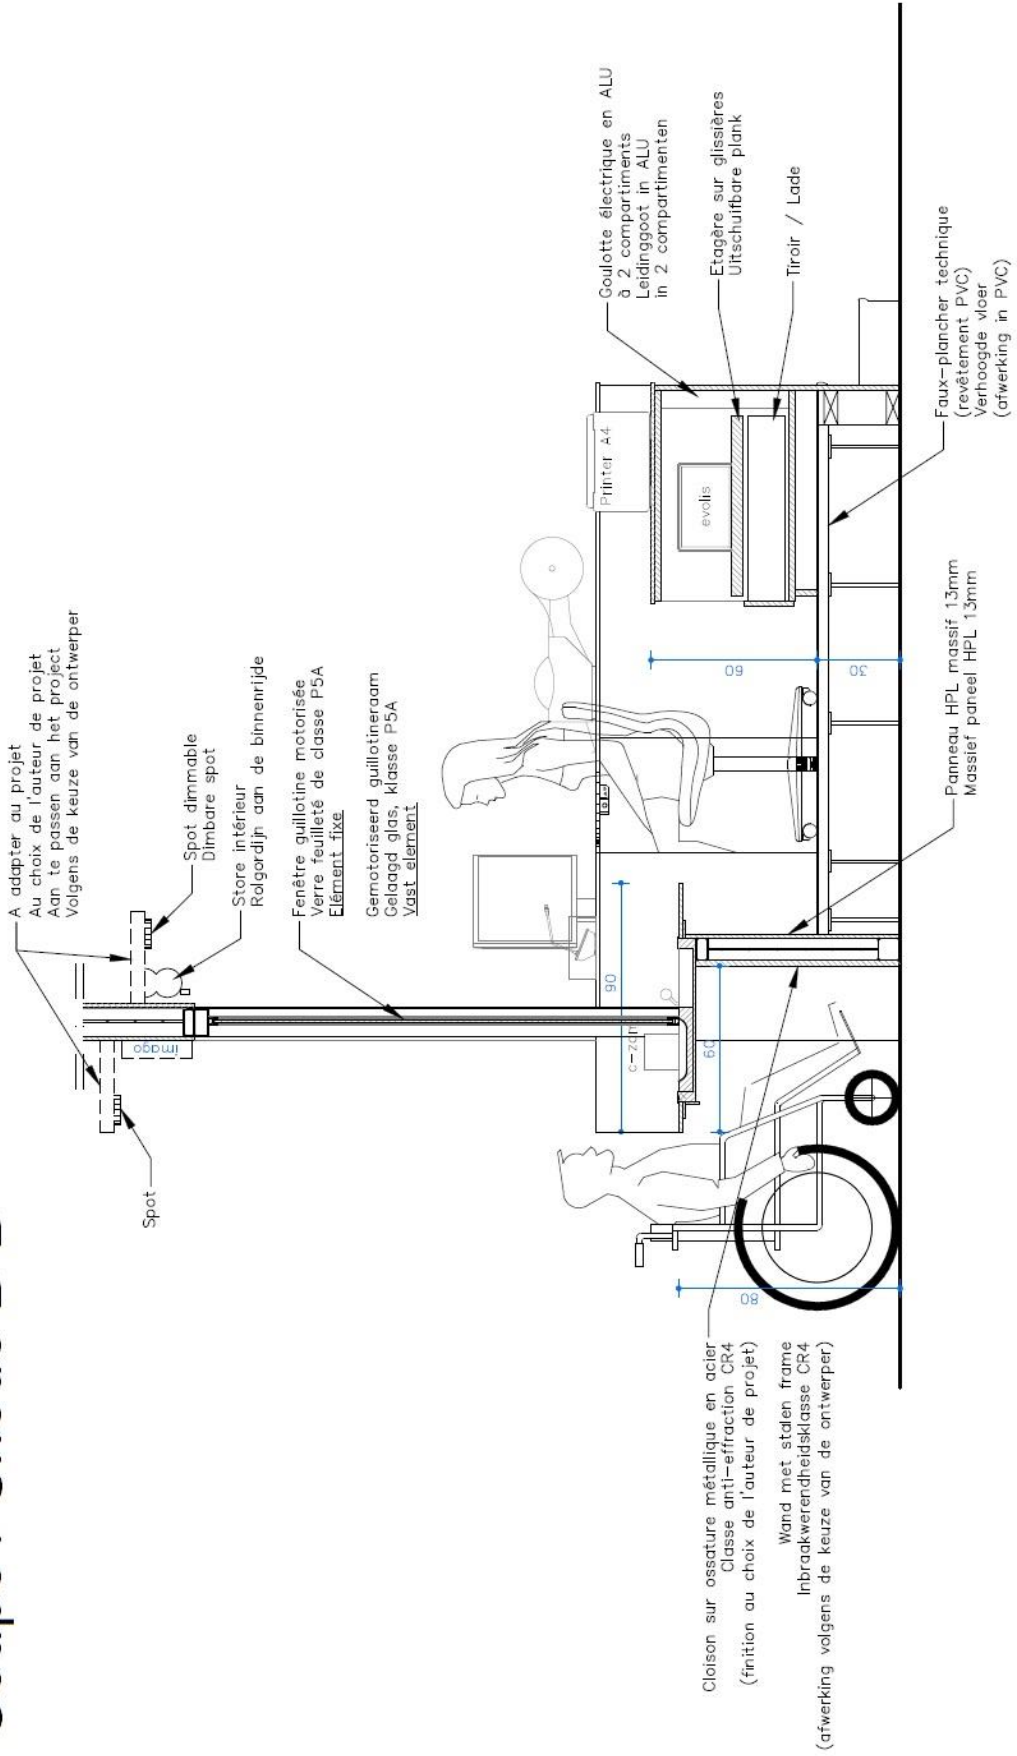 A adapter au projet
Au choix de l'auteur de projet
Aan te passen aan het project
Volgens de keuze van de ontwerper
Spot
Spot dimmable
Dimbare spot
Store intérieur
Rolgordijn aan de binnenrijde
imago
Fenêtre guillotine motorisée
Verre feuilleté de classe P5A
Elément fixe
Gemotoriseerd guillotineraam
Gelaagd glas, klasse P5A
Vast element
Goulotte électrique en ALU
à 2 compartiments
Leidinggoot in ALU
in 2 compartimenten
Printer A4
evolis
Etagère sur glissières
Uitschuifbare plank
Tiroir / Lade
90
60
60
30
80
Cloison sur ossature métallique en acier
Classe anti-effraction CR4
(finition au choix de l'auteur de projet)
Wand met stalen frame
Inbraakwerendheidsklasse CR4
(afwerking volgens de keuze van de ontwerper)
Panneau HPL massif 13mm
Massief paneel HPL 13mm
Faux-plancher technique
(revêtement PVC)
Verhoogde vloer
(afwerking in PVC)